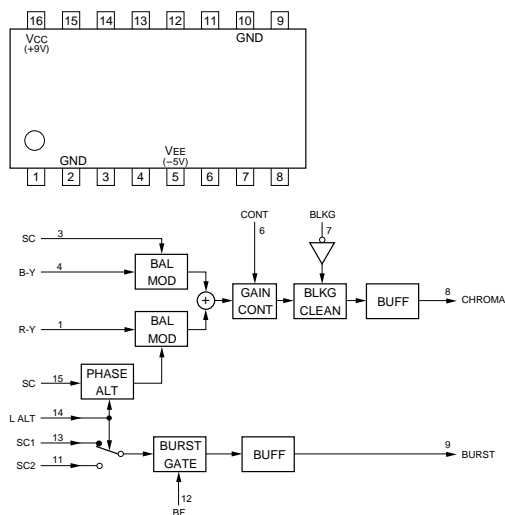 16 15 14 13 12 11 10 9
VCC GND
(+9V)
VEE
GND (−5V)
1 2 3 4 5 6 7 8
CONT BLKG
6 7
SC 3
B-Y 4 BAL MOD
+ GAIN CONT BLKG CLEAN BUFF 8 CHROMA
R-Y 1 BAL MOD
SC 15 PHASE ALT
L ALT 14
SC1 13
SC2 11 BURST GATE BUFF 9 BURST
12
BF